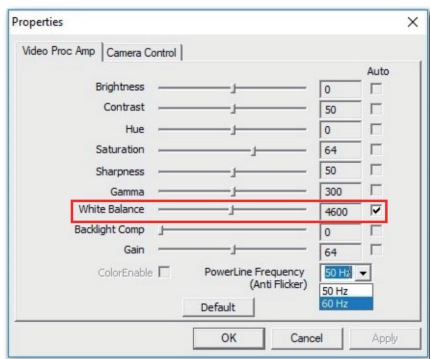 Properties
Video Proc Amp Camera Control
Auto
Brightness 0
Contrast 50
Hue 0
Saturation 64
Sharpness 50
Gamma 300
White Balance 4600
Backlight Comp 0
Gain 64
ColorEnable PowerLine Frequency 50 Hz
(Anti Flicker) 50 Hz
60 Hz
Default
OK Cancel Apply